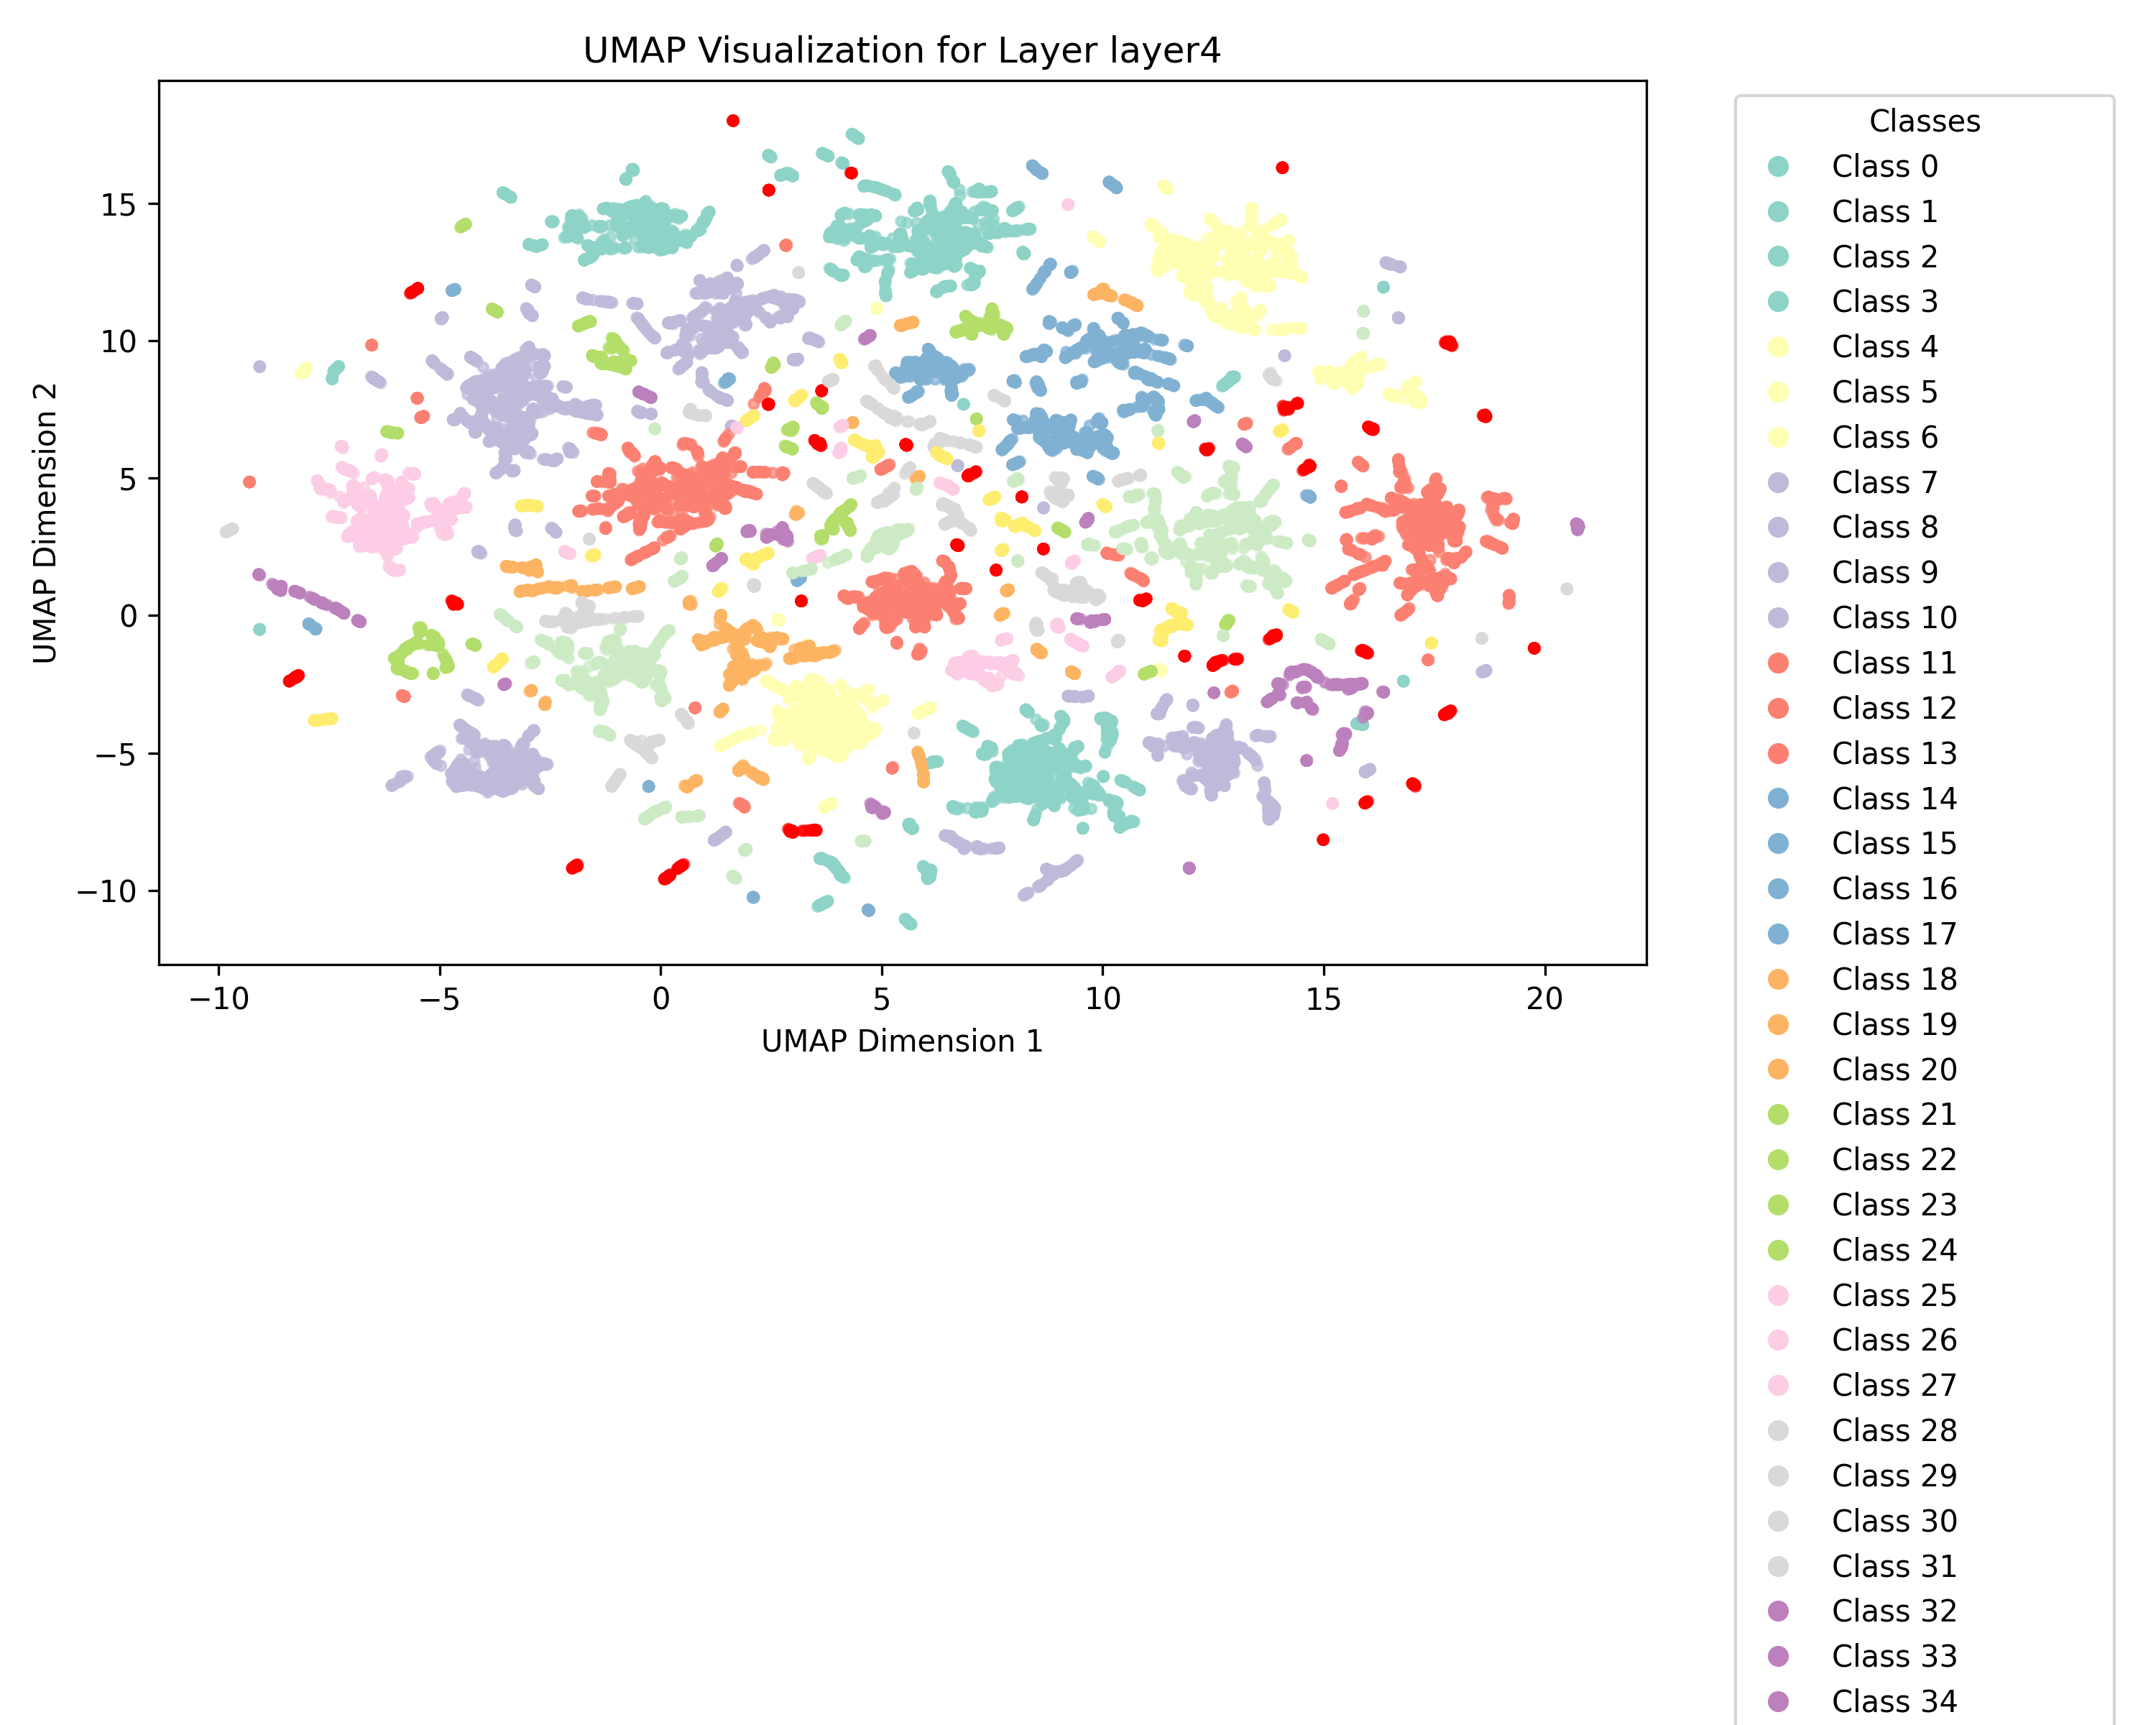 UMAP Visualization for Layer layer4
15
10
5
0
−5
−10
UMAP Dimension 2
−10
−5
0
5
10
15
20
UMAP Dimension 1
Classes
Class 0
Class 1
Class 2
Class 3
Class 4
Class 5
Class 6
Class 7
Class 8
Class 9
Class 10
Class 11
Class 12
Class 13
Class 14
Class 15
Class 16
Class 17
Class 18
Class 19
Class 20
Class 21
Class 22
Class 23
Class 24
Class 25
Class 26
Class 27
Class 28
Class 29
Class 30
Class 31
Class 32
Class 33
Class 34